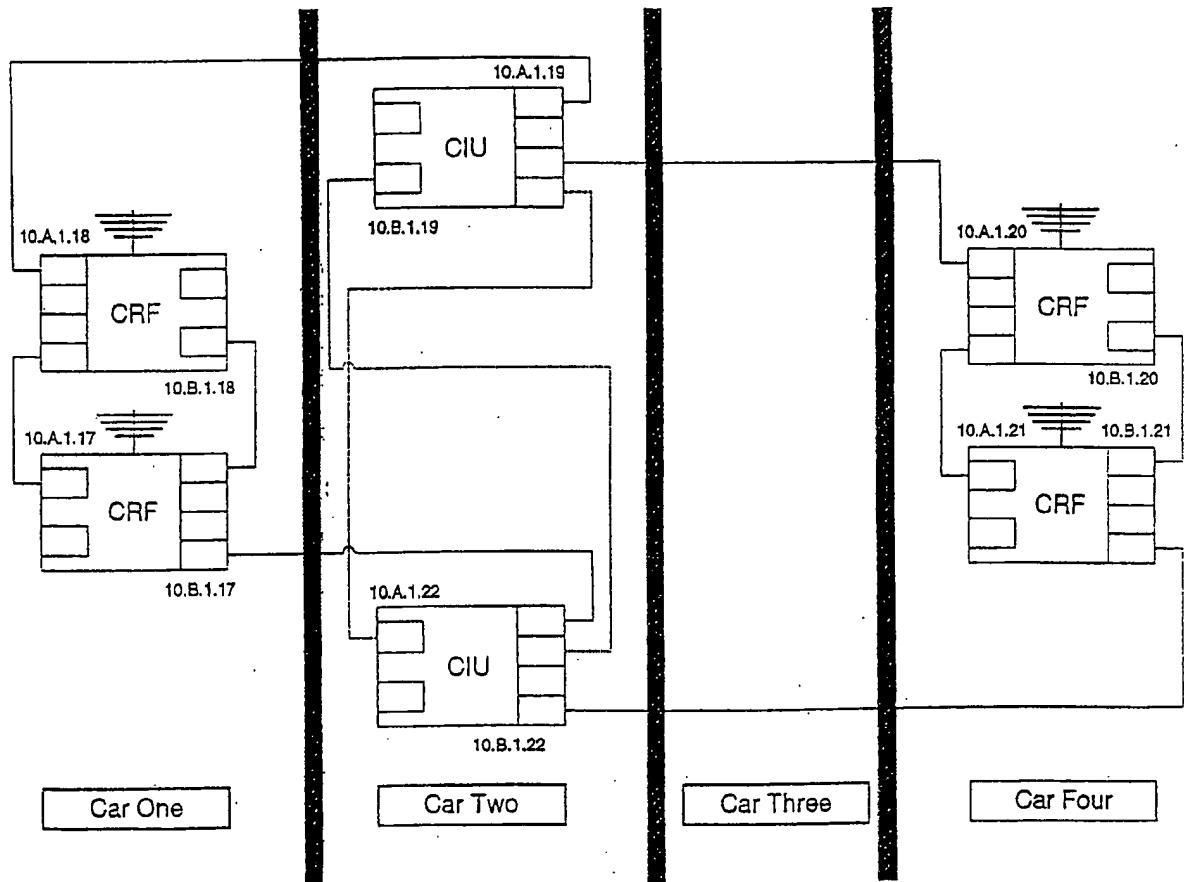 10.A.1.19
CIU
10.B.1.19
10.A.1.18
CRF
10.B.1.18
10.A.1.17
CRF
10.B.1.17
10.A.1.22
CIU
10.B.1.22
10.A.1.20
CRF
10.B.1.20
10.A.1.21
10.B.1.21
CRF
Car One
Car Two
Car Three
Car Four